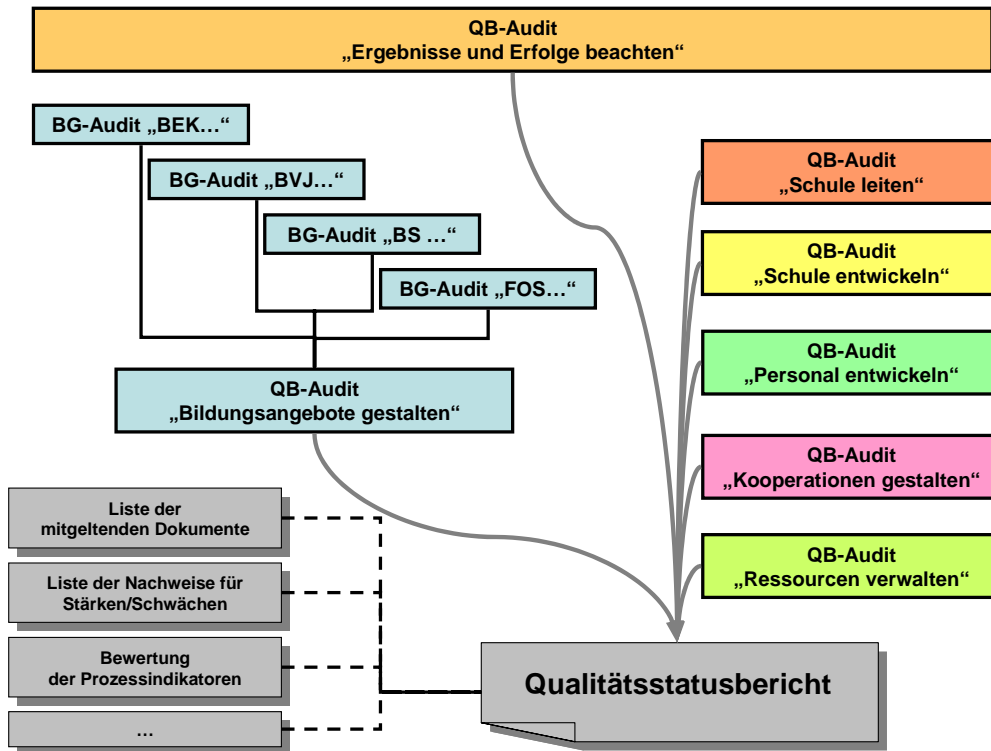 QB-Audit
„Ergebnisse und Erfolge beachten“
BG-Audit „BEK…“
BG-Audit „BVJ…“
BG-Audit „BS …“
BG-Audit „FOS…“
QB-Audit
„Bildungsangebote gestalten“
QB-Audit
„Schule leiten“
QB-Audit
„Schule entwickeln“
QB-Audit
„Personal entwickeln“
QB-Audit
„Kooperationen gestalten“
QB-Audit
„Ressourcen verwalten“
Liste der
mitgeltenden Dokumente
Liste der Nachweise für
Stärken/Schwächen
Bewertung
der Prozessindikatoren
…
Qualitätsstatusbericht